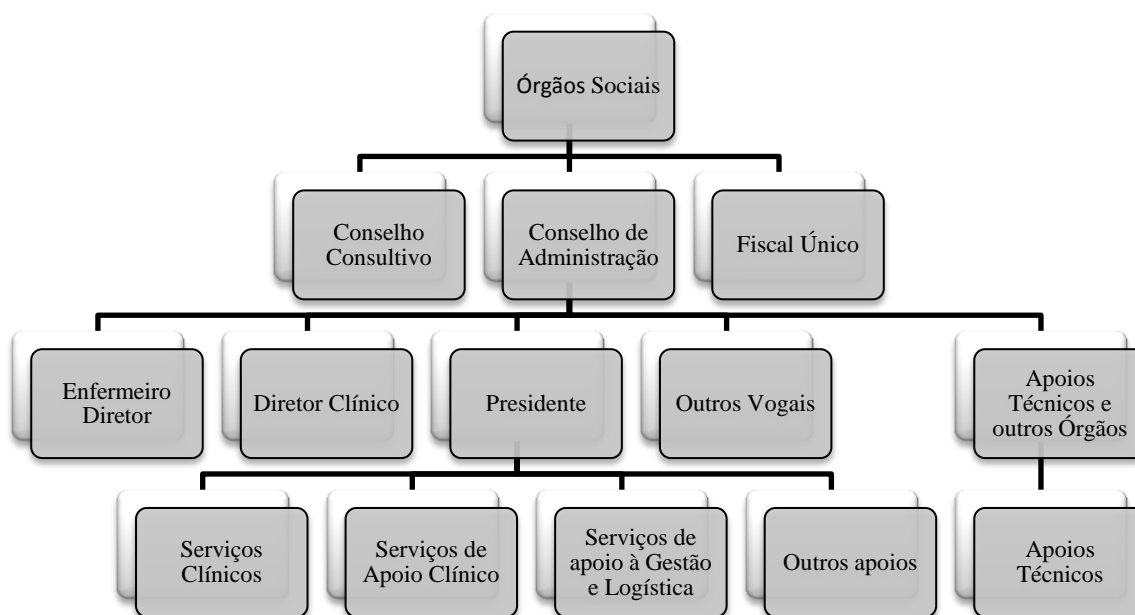 Órgãos Sociais
Conselho
Consultivo
Conselho de
Administração
Fiscal Único
Enfermeiro
Diretor
Diretor Clínico
Presidente
Outros Vogais
Apoios
Técnicos e
outros Órgãos
Serviços
Clínicos
Serviços de
Apoio Clínico
Serviços de
apoio à Gestão
e Logística
Outros apoios
Apoios
Técnicos